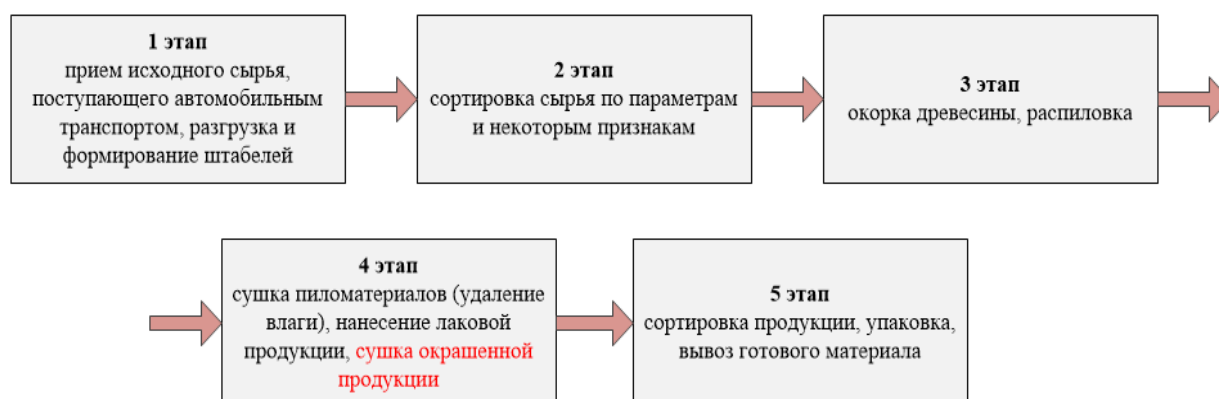 1 этап
прием исходного сырья,
поступающего автомобильным
транспортом, разгрузка и
формирование штабелей
2 этап
сортировка сырья по параметрам
и некоторым признакам
3 этап
окорка древесины, распиловка
4 этап
сушка пиломатериалов (удаление
влаги), нанесение лаковой
продукции, сушка окрашенной
продукции
5 этап
сортировка продукции, упаковка,
вывоз готового материала